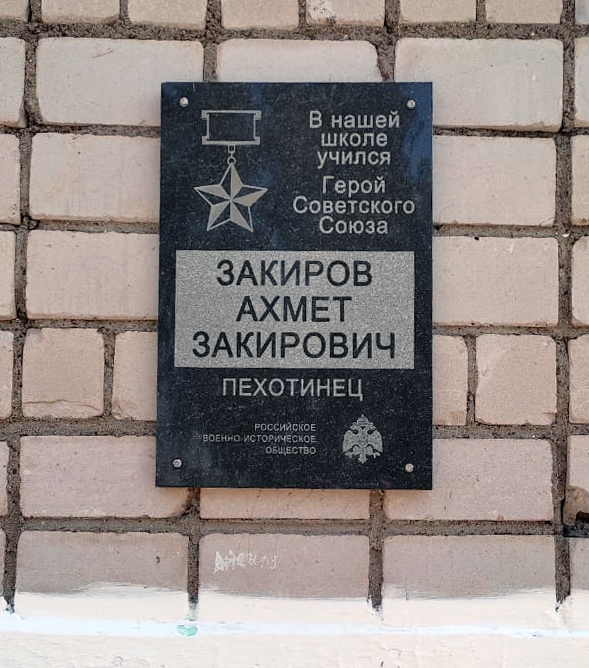 В нашей
школе
учился
Герой
Советского
Союза
ЗАКИРОВ
АХМЕТ
ЗАКИРОВИЧ
ПЕХОТИНЕЦ
РОССИЙСКОЕ
ВОЕННО-ИСТОРИЧЕСКОЕ
ОБЩЕСТВО